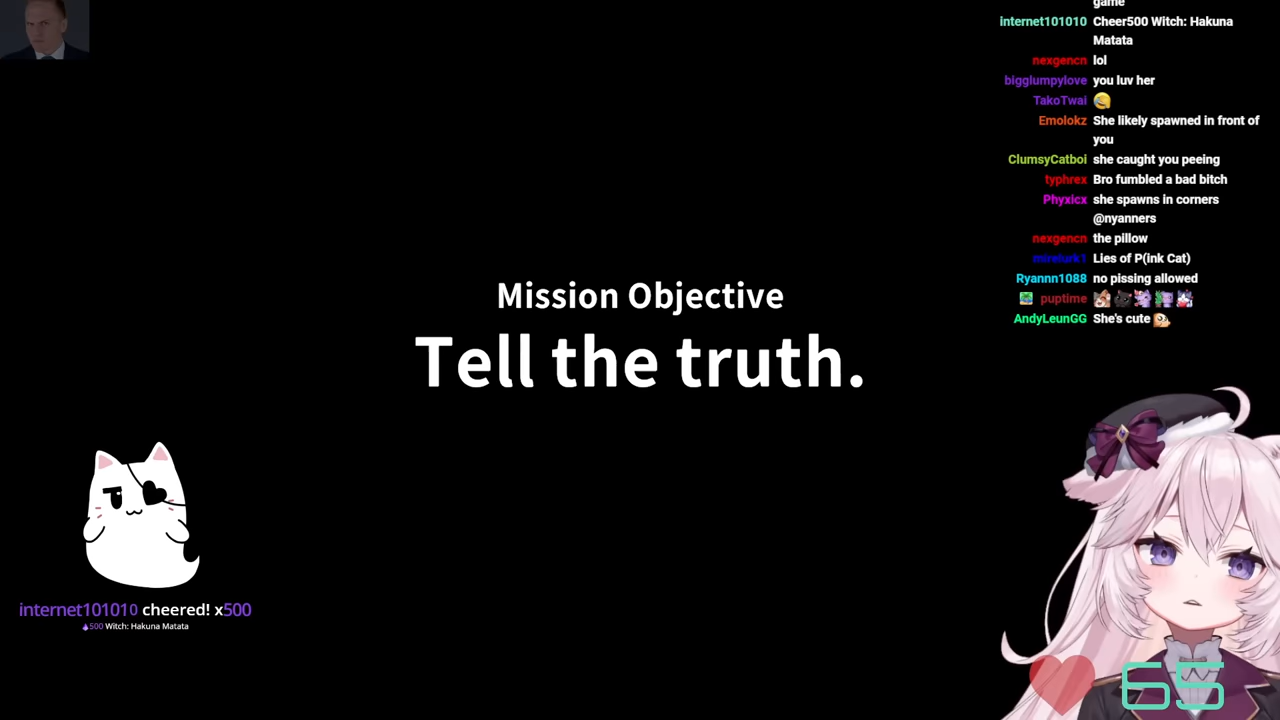 game
internet101010 Cheer500 Witch: Hakuna
Matata
nexgencn lol
bigglumpylove you luv her
TakoTwai
Emolokz She likely spawned in front of
you
ClumsyCatboi she caught you peeing
typhrex Bro fumbled a bad bitch
Phyxicx she spawns in corners
@nyanners
nexgencn the pillow
mirelurk1 Lies of P(ink Cat)
Ryannn1088 no pissing allowed
puptime
AndyLeunGG She's cute
Mission Objective
Tell the truth.
internet101010 cheered! x500
500 Witch: Hakuna Matata
65